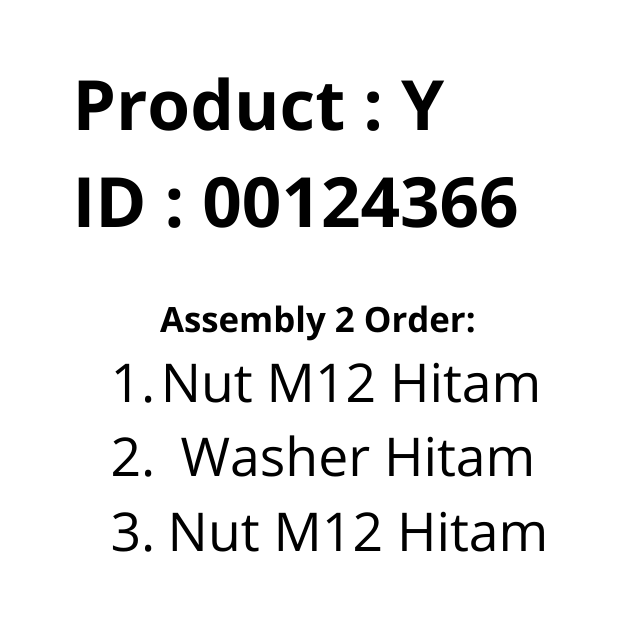 Product : Y
ID : 00124366
Assembly 2 Order:
1. Nut M12 Hitam
2. Washer Hitam
3. Nut M12 Hitam